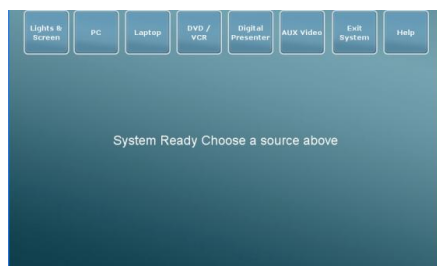 Lights &
Screen
PC
Laptop
DVD /
VCR
Digital
Presenter
AUX Video
Exit
System
Help
System Ready Choose a source above